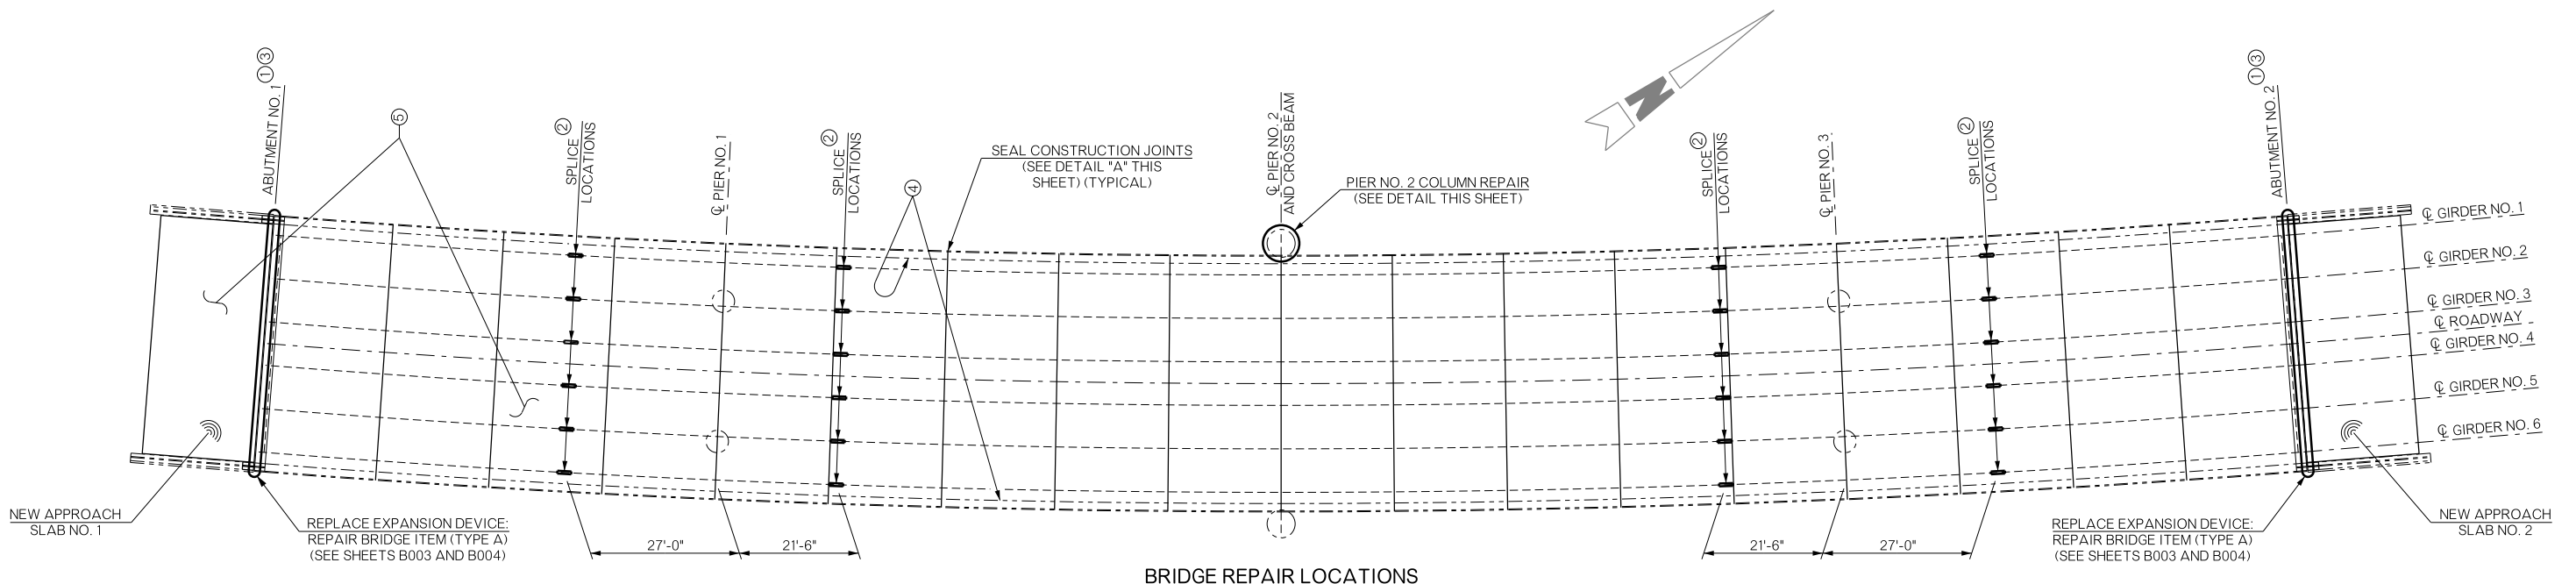 ①③
ABUTMENT NO. 1
⑤
SPLICE ②
LOCATIONS
℄ PIER NO. 1
SPLICE ②
LOCATIONS
④
SEAL CONSTRUCTION JOINTS
(SEE DETAIL "A" THIS
SHEET) (TYPICAL)
℄ PIER NO. 2
AND CROSS BEAM
PIER NO. 2 COLUMN REPAIR
(SEE DETAIL THIS SHEET)
N
SPLICE ②
LOCATIONS
℄ PIER NO. 3
SPLICE ②
LOCATIONS
①③
ABUTMENT NO. 2
℄ GIRDER NO. 1
℄ GIRDER NO. 2
℄ GIRDER NO. 3
℄ ROADWAY
℄ GIRDER NO. 4
℄ GIRDER NO. 5
℄ GIRDER NO. 6
NEW APPROACH
SLAB NO. 1
REPLACE EXPANSION DEVICE:
REPAIR BRIDGE ITEM (TYPE A)
(SEE SHEETS B003 AND B004)
27'-0"
21'-6"
21'-6"
27'-0"
REPLACE EXPANSION DEVICE:
REPAIR BRIDGE ITEM (TYPE A)
(SEE SHEETS B003 AND B004)
NEW APPROACH
SLAB NO. 2
BRIDGE REPAIR LOCATIONS